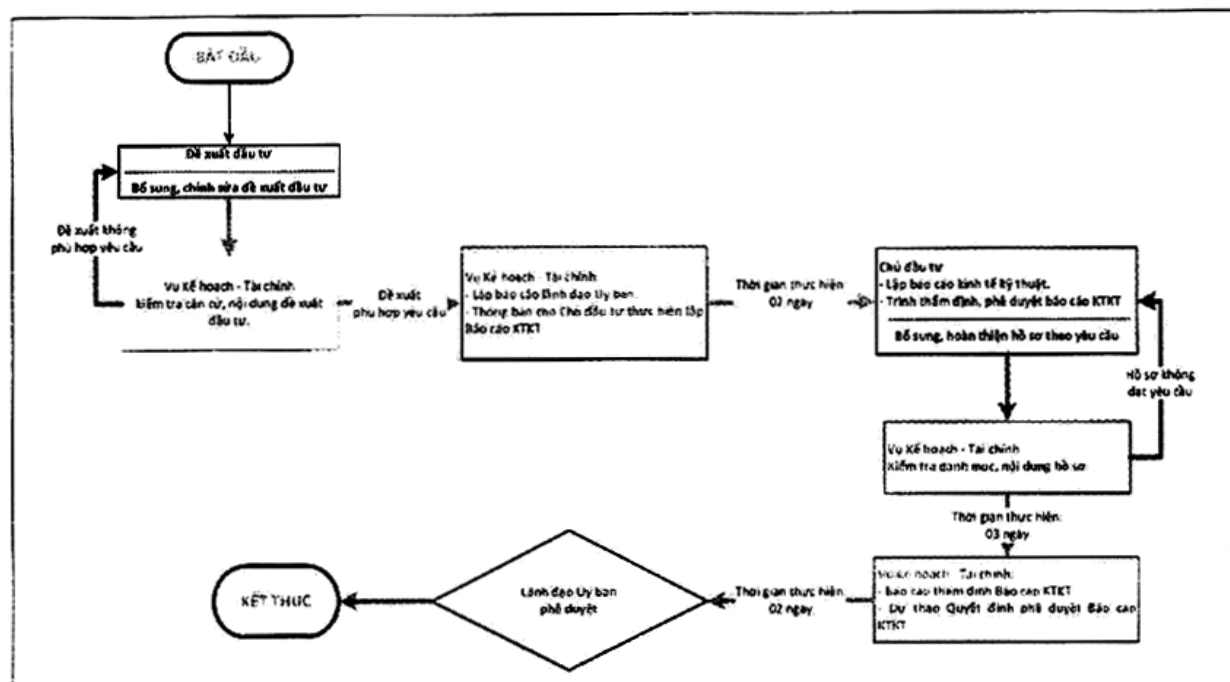 BẮT ĐẦU
Đề xuất đầu tư
Bổ sung, chỉnh sửa đề xuất đầu tư
Đề xuất không
phù hợp yêu cầu
Vụ Kế hoạch - Tài chính
kiểm tra căn cứ, nội dung đề xuất
đầu tư.
Đề xuất
phù hợp yêu cầu
Vụ Kế hoạch - Tài chính:
- Lập báo cáo lãnh đạo Ủy ban.
- Thông báo cho Chủ đầu tư thực hiện lập
Báo cáo KTKT
Thời gian thực hiện:
02 ngày
Chủ đầu tư
- Lập báo cáo kinh tế kỹ thuật.
- Trình thẩm định, phê duyệt báo cáo KTKT
Bổ sung, hoàn thiện hồ sơ theo yêu cầu
Hồ sơ không
đạt yêu cầu
Vụ Kế hoạch - Tài chính
Kiểm tra danh mục, nội dung hồ sơ
Thời gian thực hiện:
03 ngày
Vụ Kế hoạch - Tài chính:
- Báo cáo thẩm định Báo cáo KTKT
- Dự thảo Quyết định phê duyệt Báo cáo
KTKT
Thời gian thực hiện:
02 ngày
Lãnh đạo Ủy ban
phê duyệt
KẾT THÚC